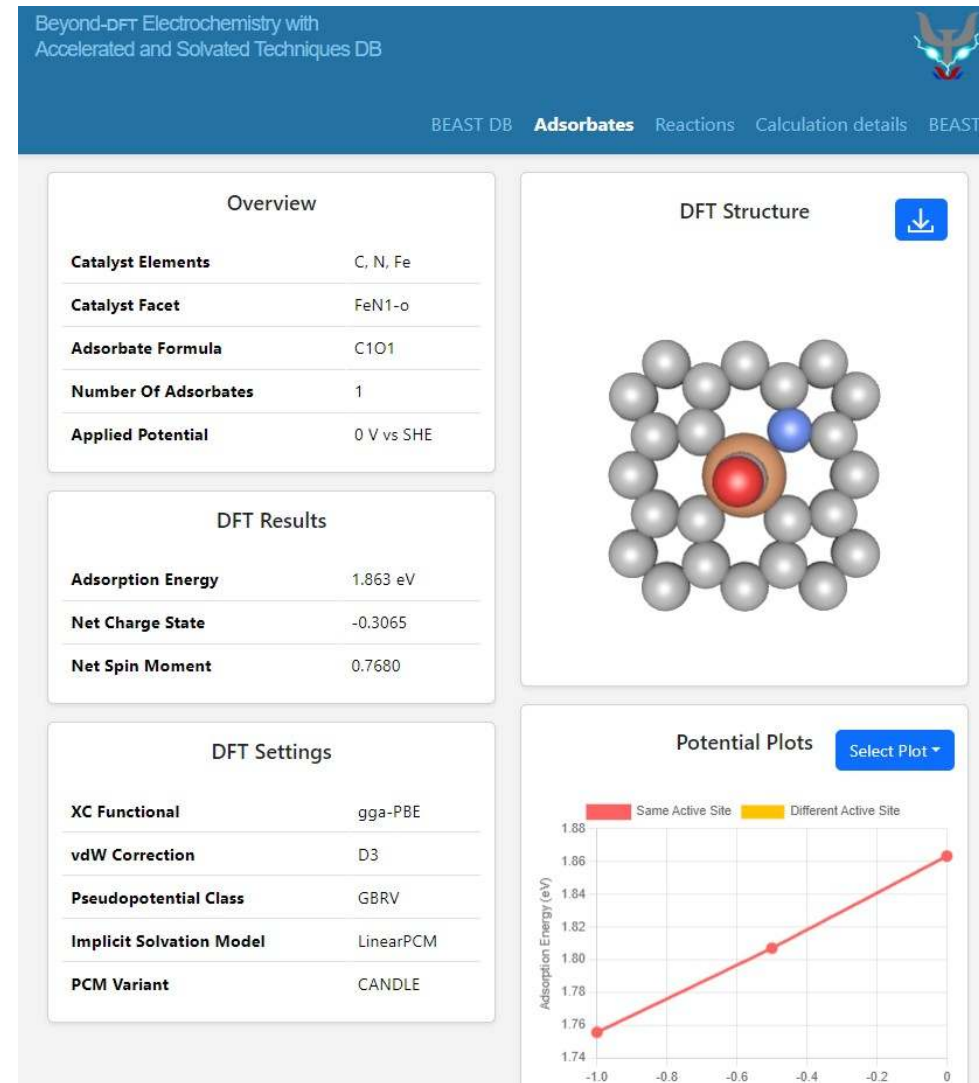 Beyond-DFT Electrochemistry with
Accelerated and Solvated Techniques DB
BEAST DB Adsorbates Reactions Calculation details BEAST
Overview
Catalyst Elements C, N, Fe
Catalyst Facet FeN1-o
Adsorbate Formula C1O1
Number Of Adsorbates 1
Applied Potential 0 V vs SHE
DFT Results
Adsorption Energy 1.863 eV
Net Charge State -0.3065
Net Spin Moment 0.7680
DFT Settings
XC Functional gga-PBE
vdW Correction D3
Pseudopotential Class GBRV
Implicit Solvation Model LinearPCM
PCM Variant CANDLE
DFT Structure
Potential Plots Select Plot
Same Active Site Different Active Site
Adsorption Energy (eV)
1.88
1.86
1.84
1.82
1.80
1.78
1.76
1.74
-1.0 -0.8 -0.6 -0.4 -0.2 0